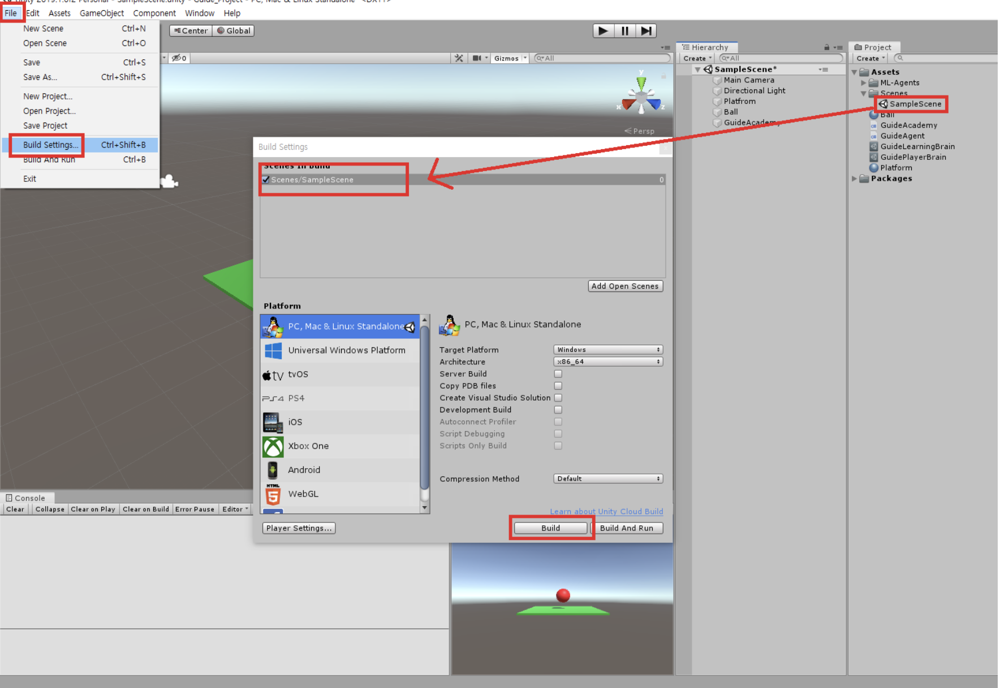 Unity 2019.1.0f2 Personal - SampleScene.unity - Guide_Project - PC, Mac & Linux Standalone <DX11>
File Edit Assets GameObject Component Window Help
New Scene Ctrl+N
Open Scene Ctrl+O
Save Ctrl+S
Save As... Ctrl+Shift+S
New Project...
Open Project...
Save Project
Build Settings... Ctrl+Shift+B
Build And Run Ctrl+B
Exit
Center Global
0
Gizmos All
y
x
z
Persp
Hierarchy
Create All
SampleScene*
Main Camera
Directional Light
Platfrom
Ball
GuideAcademy
Project
Create
Assets
ML-Agents
Scenes
SampleScene
Ball
GuideAcademy
GuideAgent
GuideLearningBrain
GuidePlayerBrain
Platform
Packages
Build Settings
Scenes In Build
Scenes/SampleScene 0
Add Open Scenes
Platform
PC, Mac & Linux Standalone
Universal Windows Platform
tv tvOS
PS4 PS4
iOS
Xbox One
Android
HTML
5 WebGL
PC, Mac & Linux Standalone
Target Platform Windows
Architecture x86_64
Server Build
Copy PDB files
Create Visual Studio Solution
Development Build
Autoconnect Profiler
Script Debugging
Scripts Only Build
Compression Method Default
Learn about Unity Cloud Build
Player Settings... Build Build And Run
Console
Clear Collapse Clear on Play Clear on Build Error Pause Editor